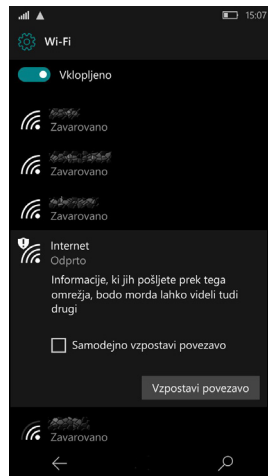 15:07
Wi-Fi
Vklopljeno
Zavarovano
Zavarovano
Zavarovano
Internet
Odprto
Informacije, ki jih pošljete prek tega
omrežja, bodo morda lahko videli tudi
drugi
Samodejno vzpostavi povezavo
Vzpostavi povezavo
Zavarovano